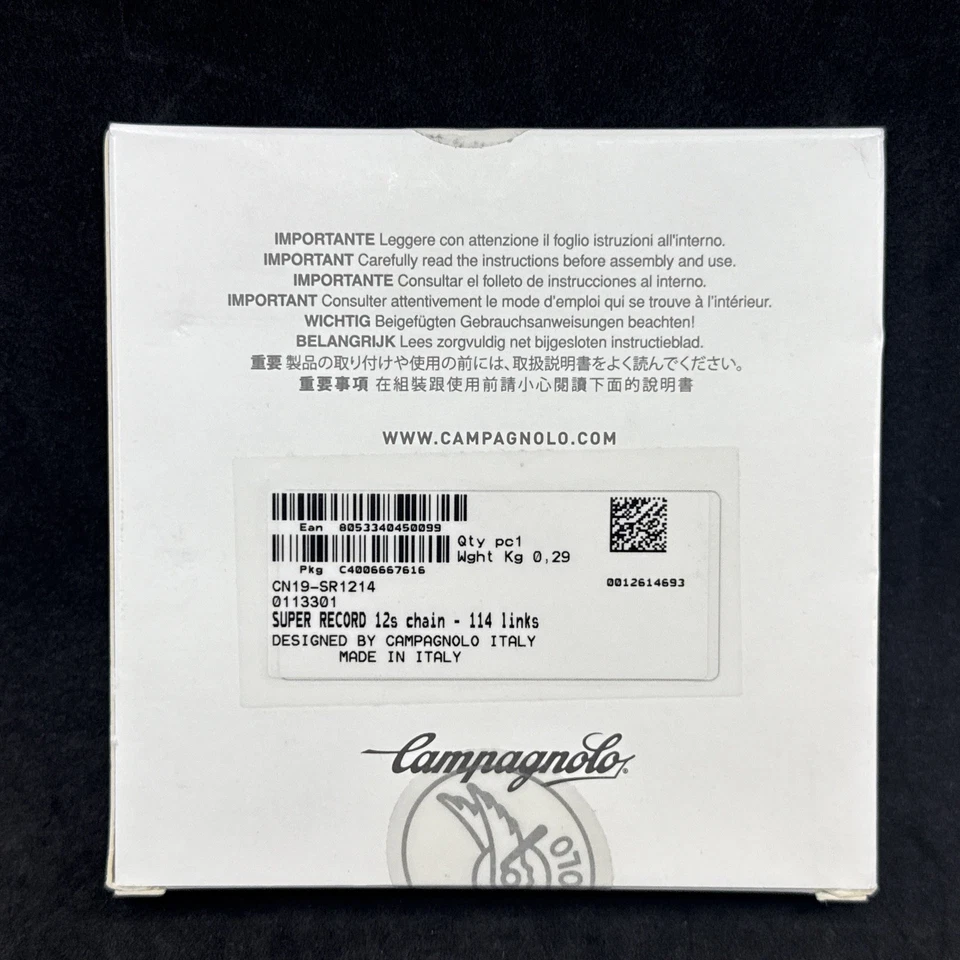 IMPORTANTE Leggere con attenzione il foglio istruzioni all'interno.
IMPORTANT Carefully read the instructions before assembly and use.
IMPORTANTE Consultar el folleto de instrucciones al interno.
IMPORTANT Consulter attentivement le mode d'emploi qui se trouve à l'intérieur.
WICHTIG Beigefügten Gebrauchsanweisungen beachten!
BELANGRIJK Lees zorgvuldig net bijgesloten instructieblad.
重要 製品の取り付けや使用の前には、取扱説明書をよく読んでください。
重要事項 在組裝跟使用前請小心閱讀下面的說明書
WWW.CAMPAGNOLO.COM
Ean 8053340450099
Qty pc1
Wght Kg 0,29
Pkg C4006667616
0012614693
CN19-SR1214
0113301
SUPER RECORD 12s chain - 114 links
DESIGNED BY CAMPAGNOLO ITALY
MADE IN ITALY
Campagnolo®